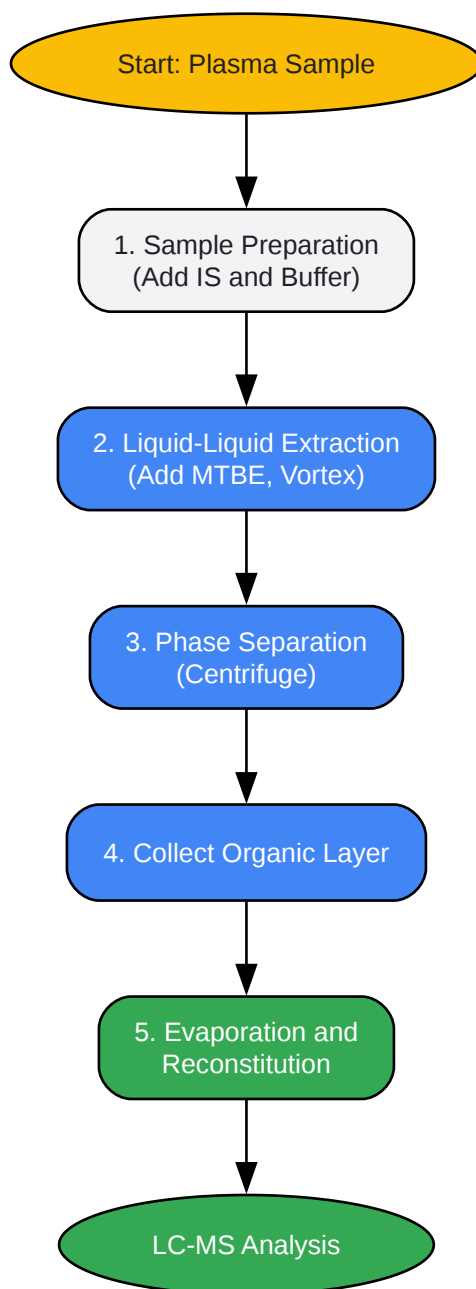 Start: Plasma Sample
1. Sample Preparation
(Add IS and Buffer)
2. Liquid-Liquid Extraction
(Add MTBE, Vortex)
3. Phase Separation
(Centrifuge)
4. Collect Organic Layer
5. Evaporation and
Reconstitution
LC-MS Analysis